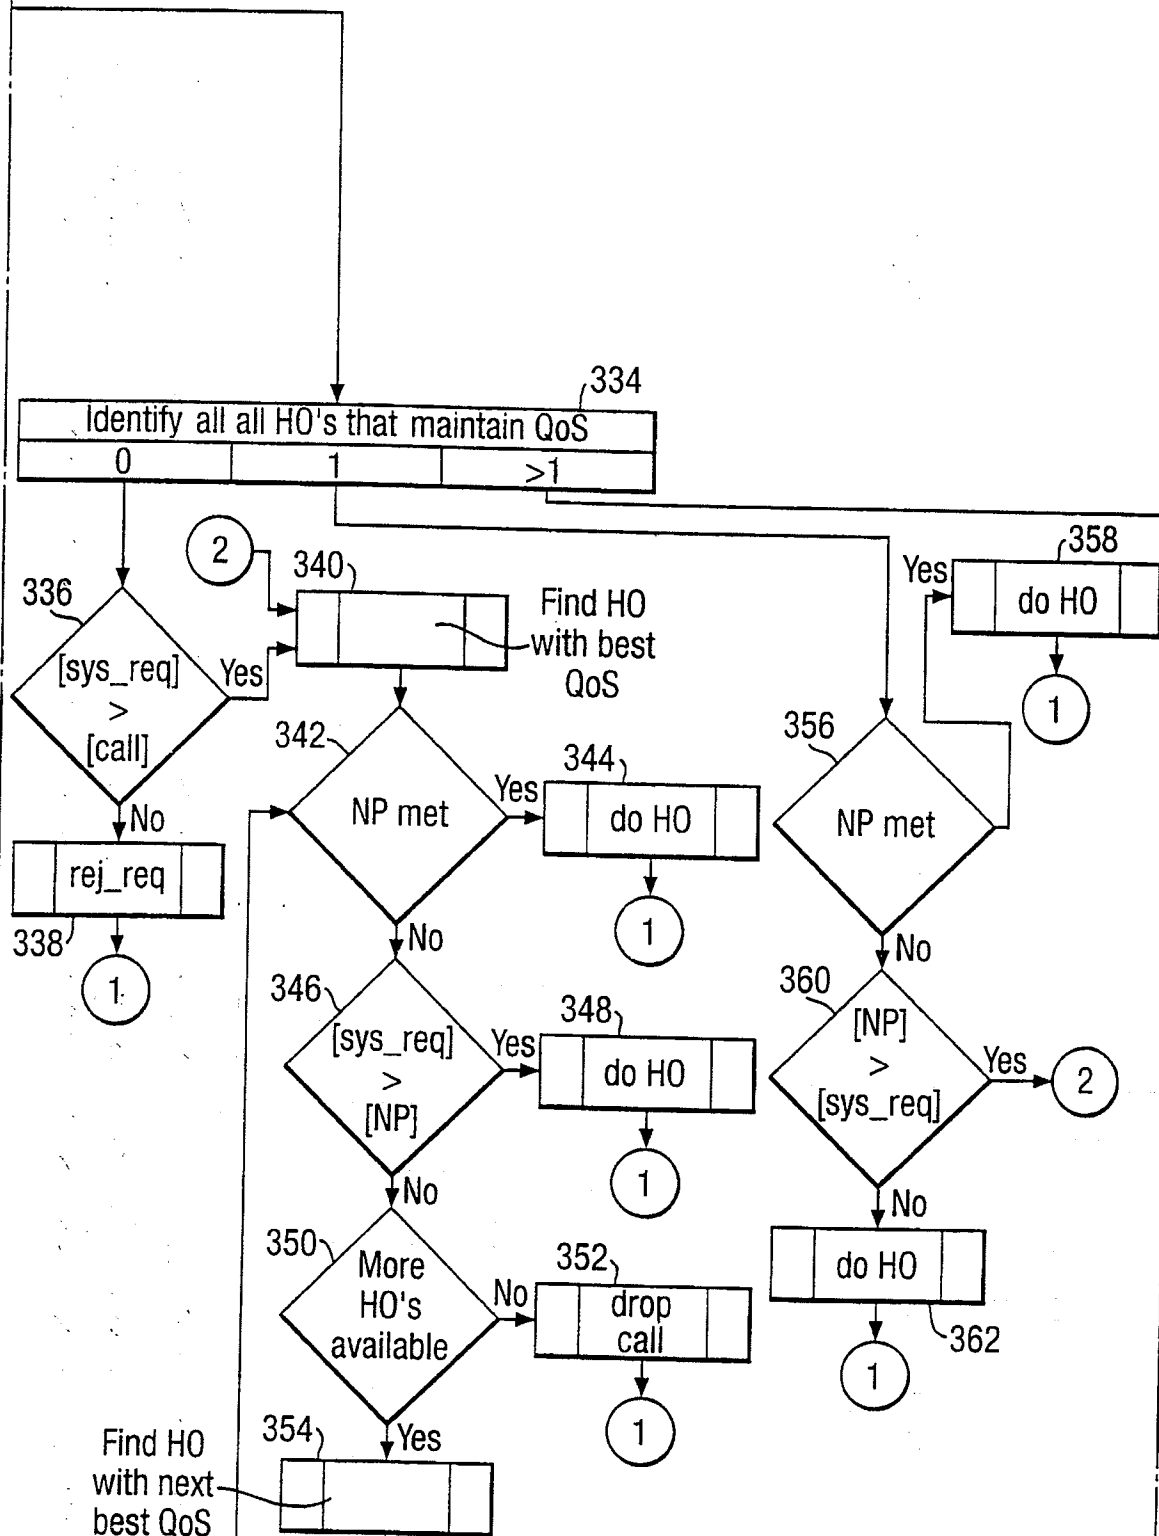 334
Identify all all HO's that maintain QoS
0
1
>1
2
340
Find HO
with best
QoS
358
Yes
do HO
1
336
[sys_req]
>
[call]
Yes
No
rej_req
338
1
342
NP met
Yes
344
do HO
1
No
346
[sys_req]
>
[NP]
Yes
348
do HO
1
No
350
More
HO's
available
No
352
drop
call
1
Yes
354
Find HO
with next
best QoS
356
NP met
No
360
[NP]
>
[sys_req]
Yes
2
No
do HO
362
1